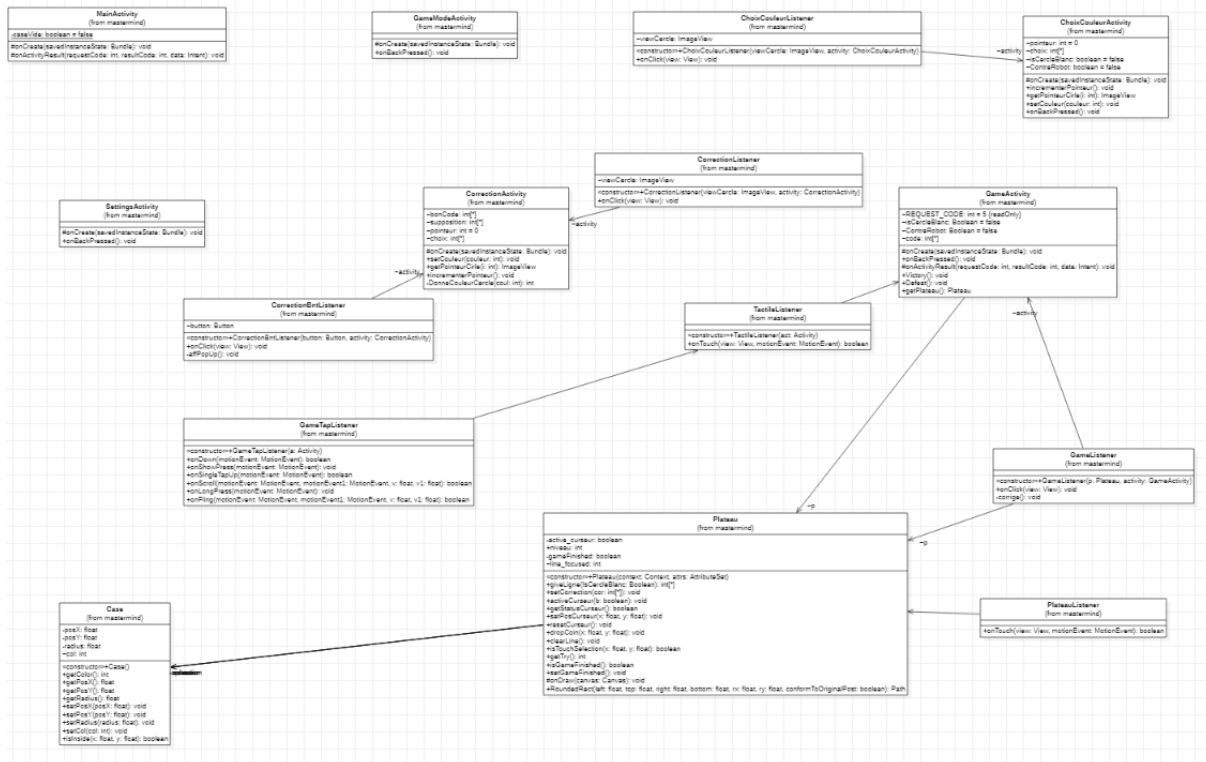 MainActivity
(from mastermind)
-caseVide: boolean = false
#onCreate(savedInstanceState: Bundle): void
#onActivityResult(requestCode: int, resultCode: int, data: Intent): void
GameModeActivity
(from mastermind)
#onCreate(savedInstanceState: Bundle): void
+onBackPressed(): void
ChoixCouleurListener
(from mastermind)
~viewCercle: ImageView
«constructor»+ChoixCouleurListener(viewCercle: ImageView, activity: ChoixCouleurActivity)
+onClick(view: View): void
~activity
ChoixCouleurActivity
(from mastermind)
~pointeur: int = 0
~choix: int[*]
~isCercleBlanc: boolean = false
~ContreRobot: boolean = false
#onCreate(savedInstanceState: Bundle): void
+incrementerPointeur(): void
+getPointeurCirle(i: int): ImageView
+setCouleur(couleur: int): void
+onBackPressed(): void
CorrectionListener
(from mastermind)
~viewCercle: ImageView
«constructor»+CorrectionListener(viewCercle: ImageView, activity: CorrectionActivity)
+onClick(view: View): void
~activity
SettingsActivity
(from mastermind)
#onCreate(savedInstanceState: Bundle): void
+onBackPressed(): void
CorrectionActivity
(from mastermind)
~bonCode: int[*]
~supposition: int[*]
~pointeur: int = 0
~choix: int[*]
#onCreate(savedInstanceState: Bundle): void
+setCouleur(couleur: int): void
+getPointeurCirle(i: int): ImageView
+incrementerPointeur(): void
-DonneCouleurCercle(coul: int): int
~activity
GameActivity
(from mastermind)
~REQUEST_CODE: int = 5 {readOnly}
~isCercleBlanc: Boolean = false
~ContreRobot: Boolean = false
~code: int[*]
#onCreate(savedInstanceState: Bundle): void
+onBackPressed(): void
#onActivityResult(requestCode: int, resultCode: int, data: Intent): void
+Victory(): void
+Defeat(): void
+getPlateau(): Plateau
CorrectionBntListener
(from mastermind)
~button: Button
«constructor»+CorrectionBntListener(button: Button, activity: CorrectionActivity)
+onClick(view: View): void
-affPopUp(): void
TactileListener
(from mastermind)
«constructor»+TactileListener(act: Activity)
+onTouch(view: View, motionEvent: MotionEvent): boolean
~activity
GameTapListener
(from mastermind)
«constructor»+GameTapListener(a: Activity)
+onDown(motionEvent: MotionEvent): boolean
+onShowPress(motionEvent: MotionEvent): void
+onSingleTapUp(motionEvent: MotionEvent): boolean
+onScroll(motionEvent: MotionEvent, motionEvent1: MotionEvent, v: float, v1: float): boolean
+onLongPress(motionEvent: MotionEvent): void
+onFling(motionEvent: MotionEvent, motionEvent1: MotionEvent, v: float, v1: float): boolean
GameListener
(from mastermind)
«constructor»+GameListener(p: Plateau, activity: GameActivity)
+onClick(view: View): void
-corrige(): void
~p
~p
Plateau
(from mastermind)
-active_curseur: boolean
+niveau: int
-gameFinished: boolean
~line_focused: int
«constructor»+Plateau(context: Context, attrs: AttributeSet)
+giveLigne(IsCercleBlanc: Boolean): int[*]
+setCorrection(cor: int[*]): void
+activeCurseur(b: boolean): void
+getStatusCurseur(): boolean
+setPosCurseur(x: float, y: float): void
+resetCurseur(): void
+dropCoin(x: float, y: float): void
+clearLine(): void
+isTouchSelection(x: float, y: float): boolean
+getTry(): int
+isGameFinished(): boolean
+setGameFinished(): void
#onDraw(canvas: Canvas): void
+RoundedRect(left: float, top: float, right: float, bottom: float, rx: float, ry: float, conformToOriginalPost: boolean): Path
PlateauListener
(from mastermind)
+onTouch(view: View, motionEvent: MotionEvent): boolean
Case
(from mastermind)
-posX: float
-posY: float
-radius: float
~col: int
«constructor»+Case()
+getColor(): int
+getPosX(): float
+getPosY(): float
+getRadius(): float
+setPosX(posX: float): void
+setPosY(posY: float): void
+setRadius(radius: float): void
+setCol(col: int): void
+isInside(x: float, y: float): boolean